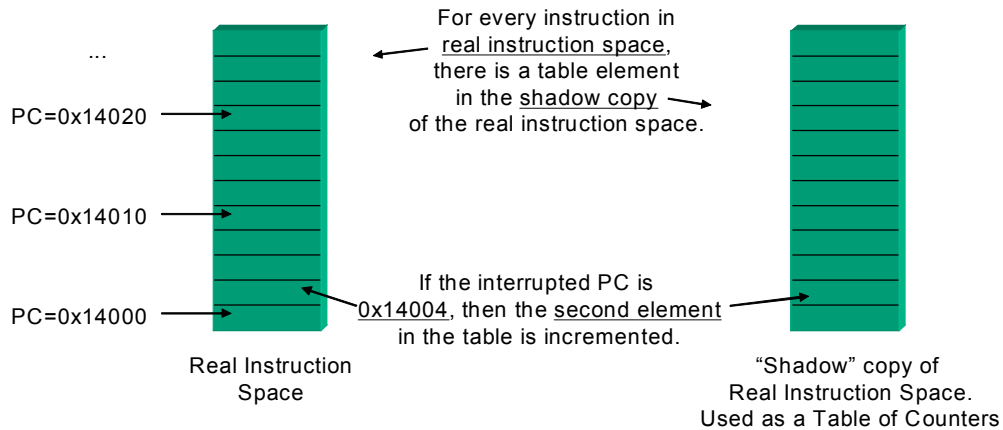 For every instruction in
real instruction space,
there is a table element
in the shadow copy
of the real instruction space.
...
PC=0x14020
PC=0x14010
PC=0x14000
If the interrupted PC is
0x14004, then the second element
in the table is incremented.
Real Instruction
Space
“Shadow” copy of
Real Instruction Space.
Used as a Table of Counters